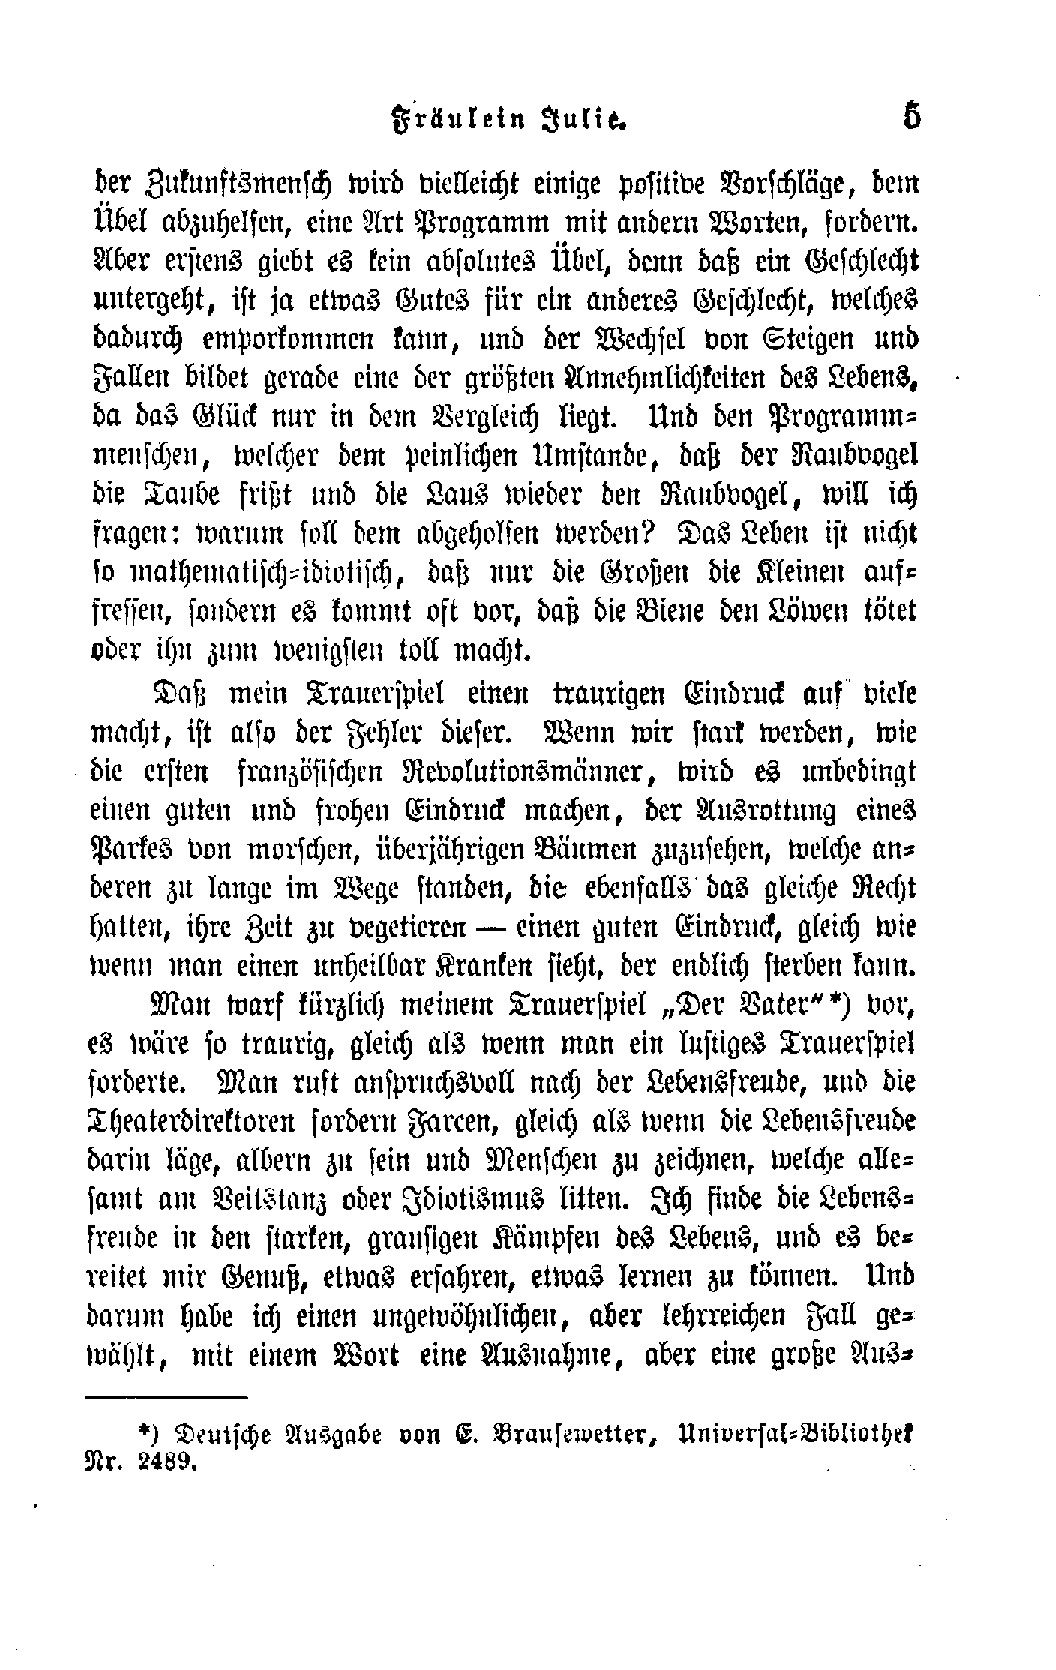 Fräulein Julie. 5
der Zukunftsmensch wird vielleicht einige positive Vorschläge, dem
Übel abzuhelfen, eine Art Programm mit andern Worten, fordern.
Aber erstens giebt es kein absolutes Übel, denn daß ein Geschlecht
untergeht, ist ja etwas Gutes für ein anderes Geschlecht, welches
dadurch emporkommen kann, und der Wechsel von Steigen und
Fallen bildet gerade eine der größten Annehmlichkeiten des Lebens,
da das Glück nur in dem Vergleich liegt. Und den Programm-
menschen, welcher dem peinlichen Umstande, daß der Raubvogel
die Taube frißt und die Laus wieder den Raubvogel, will ich
fragen: warum soll dem abgeholfen werden? Das Leben ist nicht
so mathematisch-idiotisch, daß nur die Großen die Kleinen auf-
fressen, sondern es kommt oft vor, daß die Biene den Löwen tötet
oder ihn zum wenigsten toll macht.
Daß mein Trauerspiel einen traurigen Eindruck auf viele
macht, ist also der Fehler dieser. Wenn wir stark werden, wie
die ersten französischen Revolutionsmänner, wird es unbedingt
einen guten und frohen Eindruck machen, der Ausrottung eines
Parkes von morschen, überjährigen Bäumen zuzusehen, welche an-
deren zu lange im Wege standen, die ebenfalls das gleiche Recht
hatten, ihre Zeit zu vegetieren — einen guten Eindruck, gleich wie
wenn man einen unheilbar Kranken sieht, der endlich sterben kann.
Man warf kürzlich meinem Trauerspiel „Der Vater“*) vor,
es wäre so traurig, gleich als wenn man ein lustiges Trauerspiel
forderte. Man ruft anspruchsvoll nach der Lebensfreude, und die
Theaterdirektoren fordern Farcen, gleich als wenn die Lebensfreude
darin läge, albern zu sein und Menschen zu zeichnen, welche alle-
samt am Veitstanz oder Idiotismus litten. Ich finde die Lebens-
freude in den starken, grausigen Kämpfen des Lebens, und es be-
reitet mir Genuß, etwas erfahren, etwas lernen zu können. Und
darum habe ich einen ungewöhnlichen, aber lehrreichen Fall ge-
wählt, mit einem Wort eine Ausnahme, aber eine große Aus-
*) Deutsche Ausgabe von E. Brausewetter, Universal-Bibliothek
Nr. 2489.